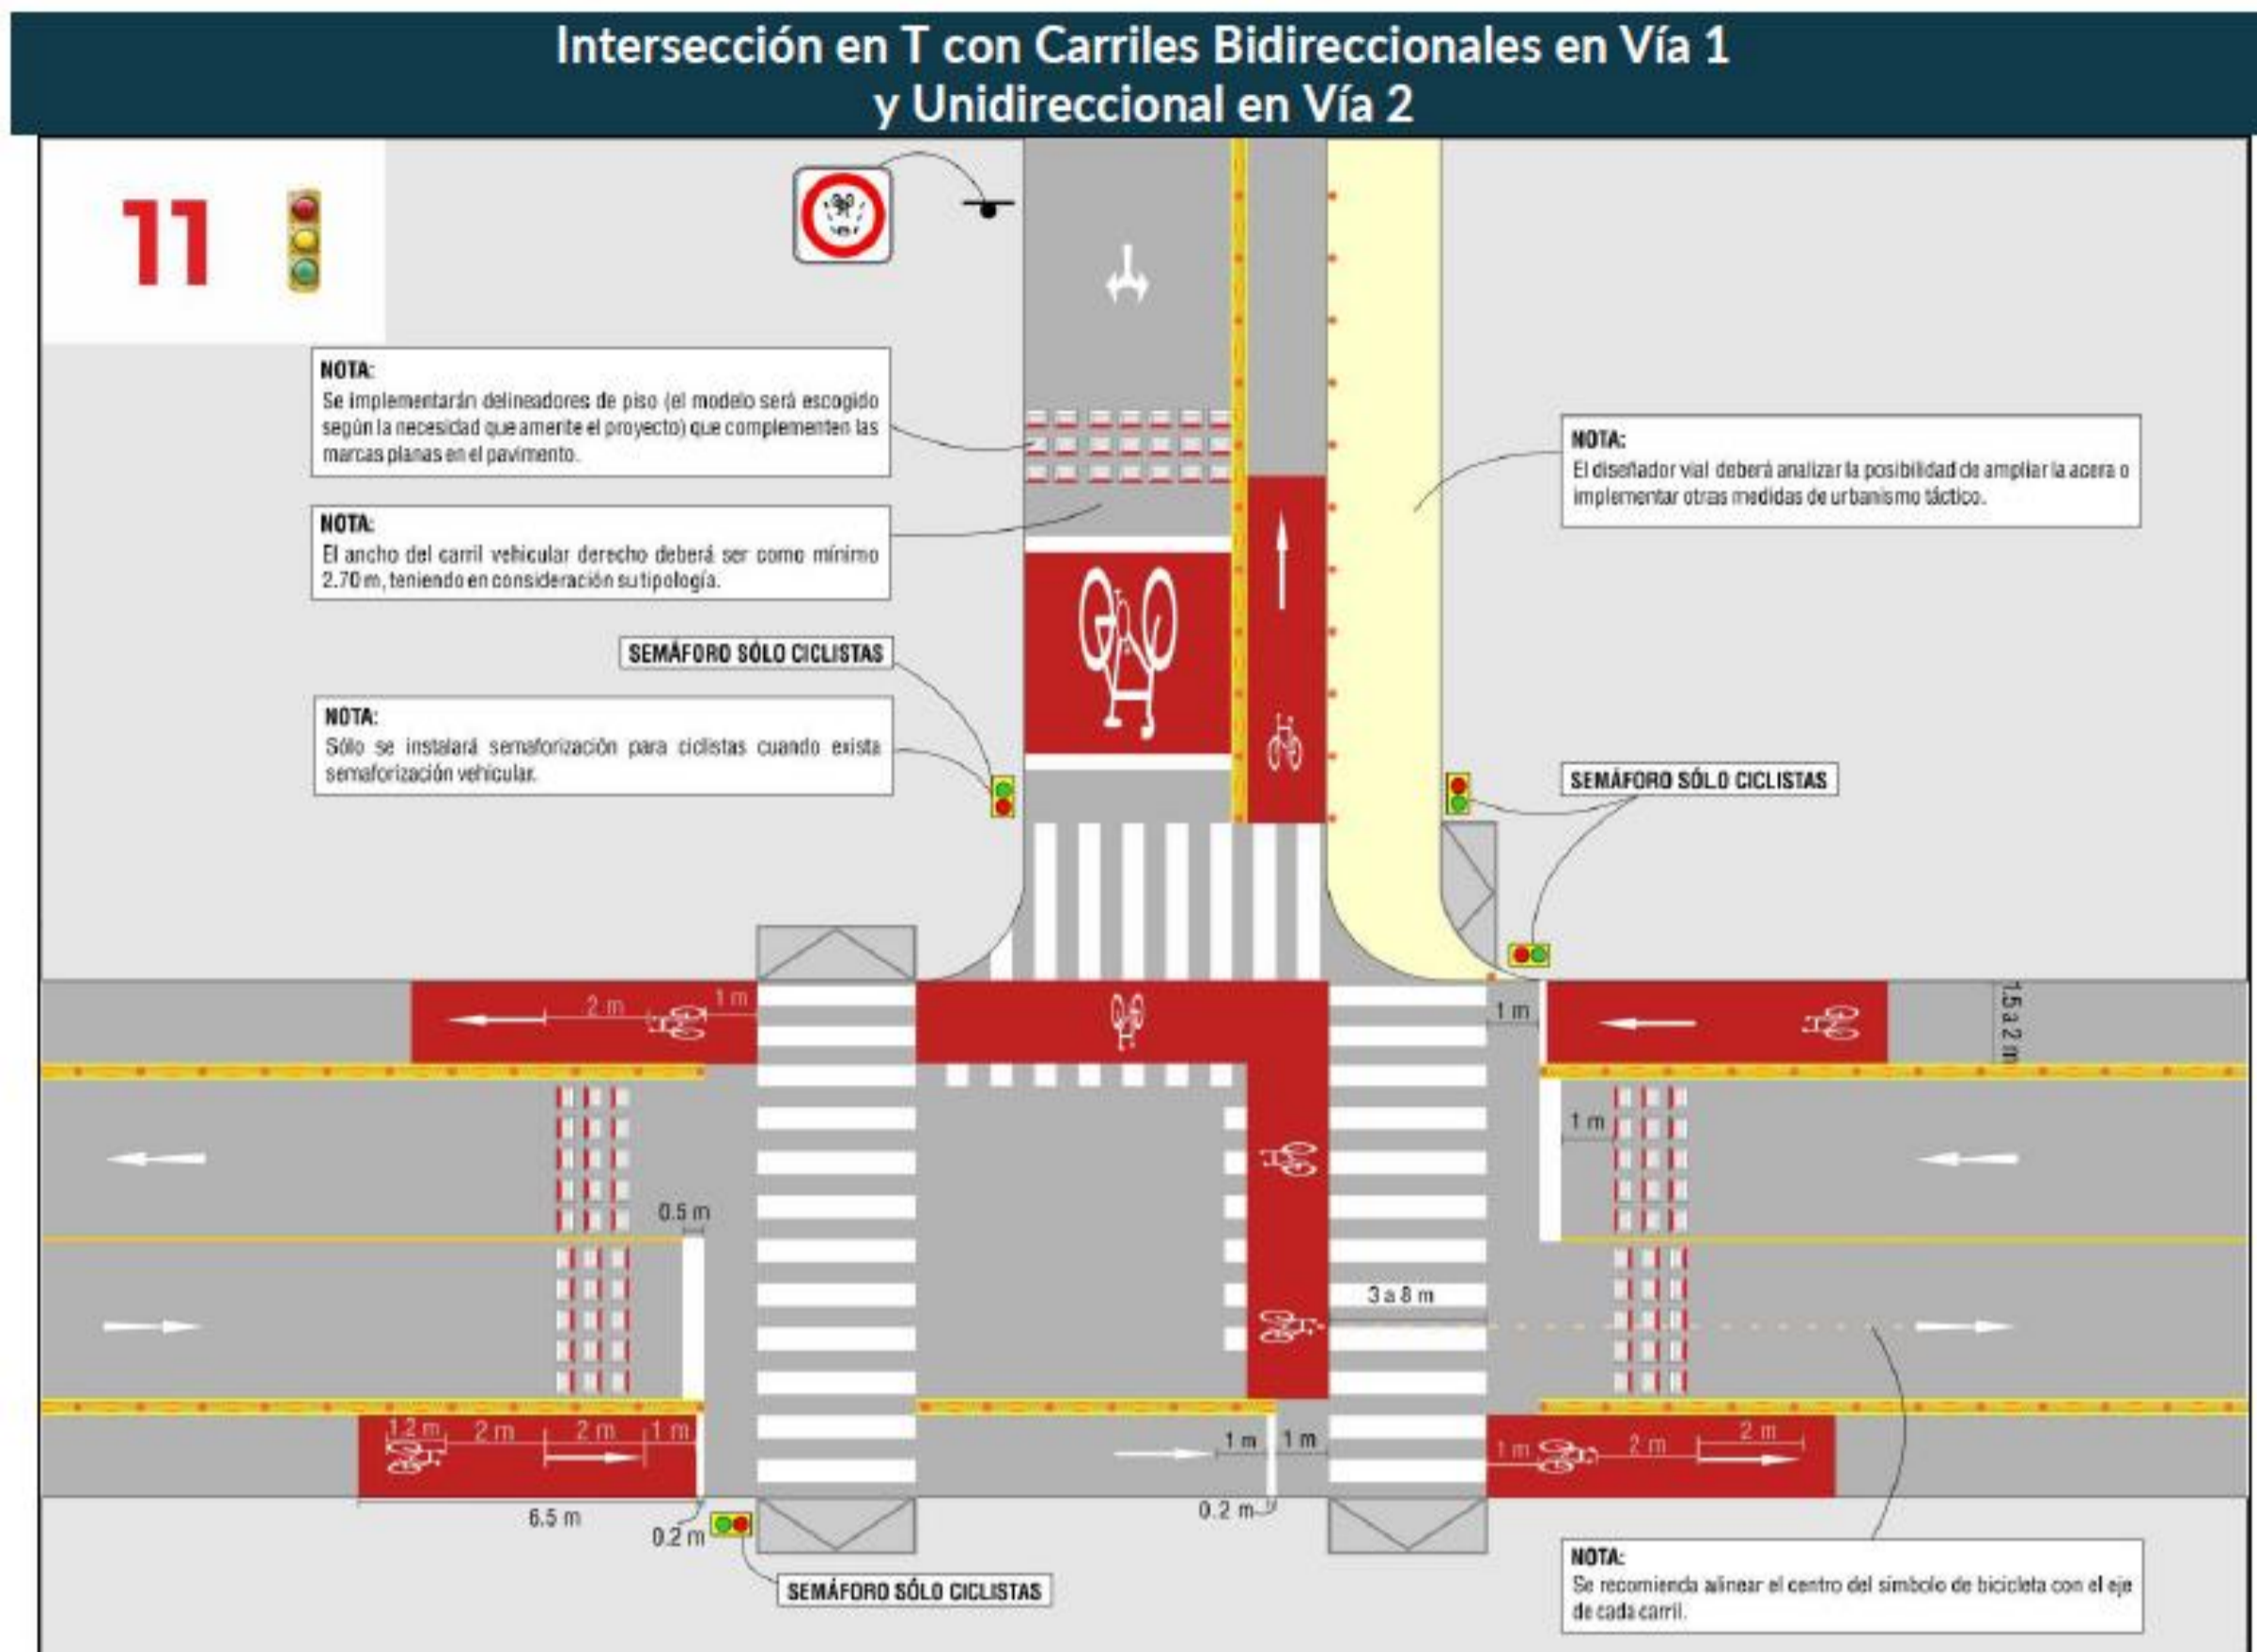 Intersección en T con Carriles Bidireccionales en Vía 1
y Unidireccional en Vía 2
11
NOTA:
Se implementarán delineadores de piso (el modelo será escogido
según la necesidad que amerite el proyecto) que complementen las
marcas planas en el pavimento.
NOTA:
El diseñador vial deberá analizar la posibilidad de ampliar la acera o
implementar otras medidas de urbanismo táctico.
NOTA:
El ancho del carril vehicular derecho deberá ser como mínimo
2.70 m, teniendo en consideración su tipología.
SEMÁFORO SÓLO CICLISTAS
NOTA:
Sólo se instalará semaforización para ciclistas cuando exista
semaforización vehicular.
SEMÁFORO SÓLO CICLISTAS
2 m
1 m
1 m
1.5 a 2 m
1 m
0.5 m
3 a 8 m
1.2 m
2 m
2 m
1 m
1 m
1 m
1 m
2 m
2 m
6.5 m
0.2 m
0.2 m
SEMÁFORO SÓLO CICLISTAS
NOTA:
Se recomienda alinear el centro del símbolo de bicicleta con el eje
de cada carril.